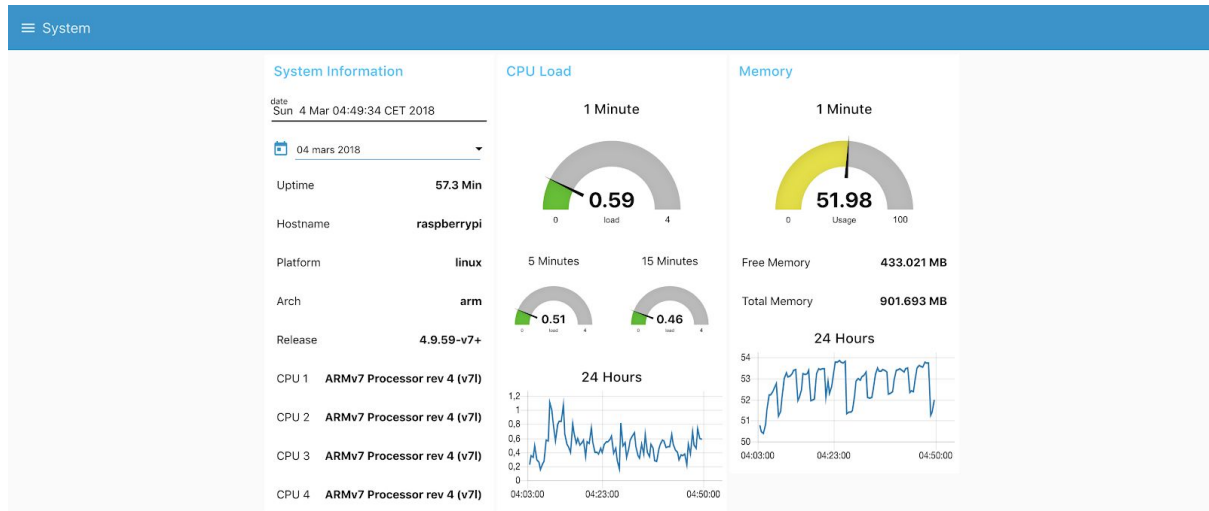 System
System Information
date
Sun 4 Mar 04:49:34 CET 2018
04 mars 2018
Uptime 57.3 Min
Hostname raspberrypi
Platform linux
Arch arm
Release 4.9.59-v7+
CPU 1 ARMv7 Processor rev 4 (v7l)
CPU 2 ARMv7 Processor rev 4 (v7l)
CPU 3 ARMv7 Processor rev 4 (v7l)
CPU 4 ARMv7 Processor rev 4 (v7l)
CPU Load
1 Minute
0.59
0 load 4
5 Minutes 15 Minutes
0.51 0.46
0 load 4 0 load 4
24 Hours
1,2
1
0,8
0,6
0,4
0,2
0
04:03:00 04:23:00 04:50:00
Memory
1 Minute
51.98
0 Usage 100
Free Memory 433.021 MB
Total Memory 901.693 MB
24 Hours
54
53
52
51
50
04:03:00 04:23:00 04:50:00